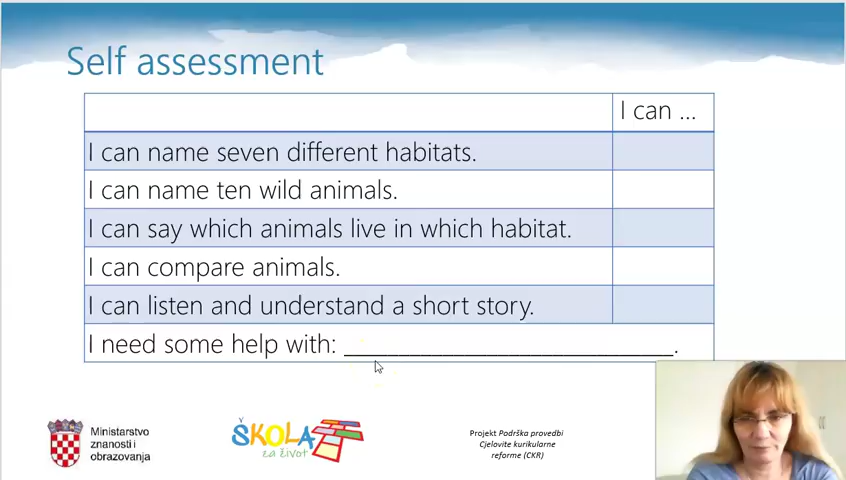 Self assessment
I can ...
I can name seven different habitats.
I can name ten wild animals.
I can say which animals live in which habitat.
I can compare animals.
I can listen and understand a short story.
I need some help with: ______________________________.
Ministarstvo
znanosti i
obrazovanja
ŠKOLA
za život
Projekt Podrška provedbi
Cjelovite kurikularne
reforme (CKR)